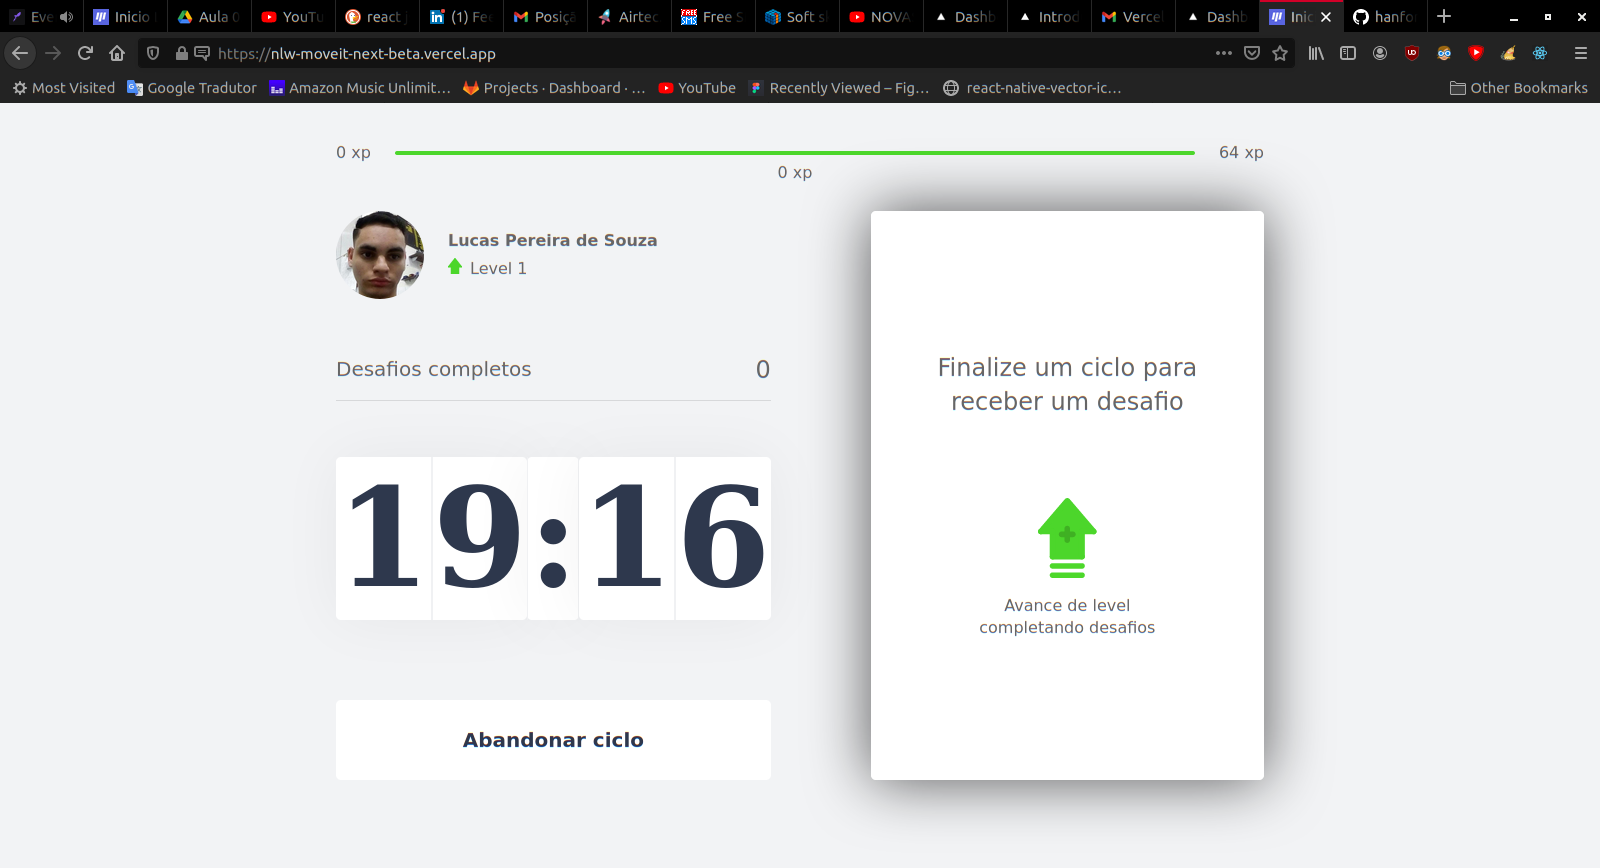 Eve
Inicio
Aula 0
YouTu
react j
(1) Fee
Posiçã
Airtec
Free S
Soft s
NOVA
Dashb
Introd
Vercel
Dashb
Inic
hanfo
https://nlw-moveit-next-beta.vercel.app
Most Visited
Google Tradutor
Amazon Music Unlimit…
Projects · Dashboard · …
YouTube
Recently Viewed – Fig…
react-native-vector-ic…
Other Bookmarks
0 xp
64 xp
0 xp
Lucas Pereira de Souza
Level 1
Desafios completos
0
19:16
Abandonar ciclo
Finalize um ciclo para
receber um desafio
Avance de level
completando desafios